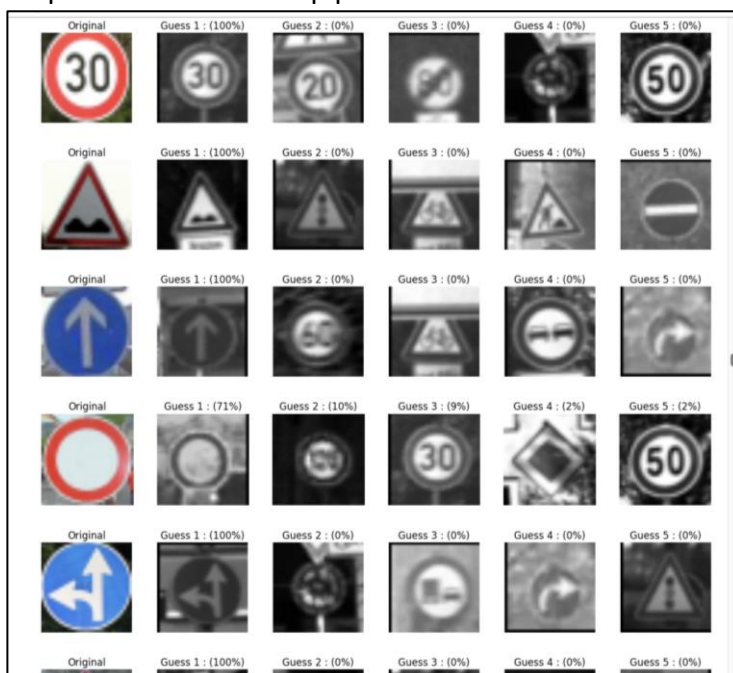 Original Guess 1 : (100%) Guess 2 : (0%) Guess 3 : (0%) Guess 4 : (0%) Guess 5 : (0%)
30 30 20 50
Original Guess 1 : (100%) Guess 2 : (0%) Guess 3 : (0%) Guess 4 : (0%) Guess 5 : (0%)
Original Guess 1 : (100%) Guess 2 : (0%) Guess 3 : (0%) Guess 4 : (0%) Guess 5 : (0%)
60
Original Guess 1 : (71%) Guess 2 : (10%) Guess 3 : (9%) Guess 4 : (2%) Guess 5 : (2%)
30 50
Original Guess 1 : (100%) Guess 2 : (0%) Guess 3 : (0%) Guess 4 : (0%) Guess 5 : (0%)
Original Guess 1 : (100%) Guess 2 : (0%) Guess 3 : (0%) Guess 4 : (0%) Guess 5 : (0%)